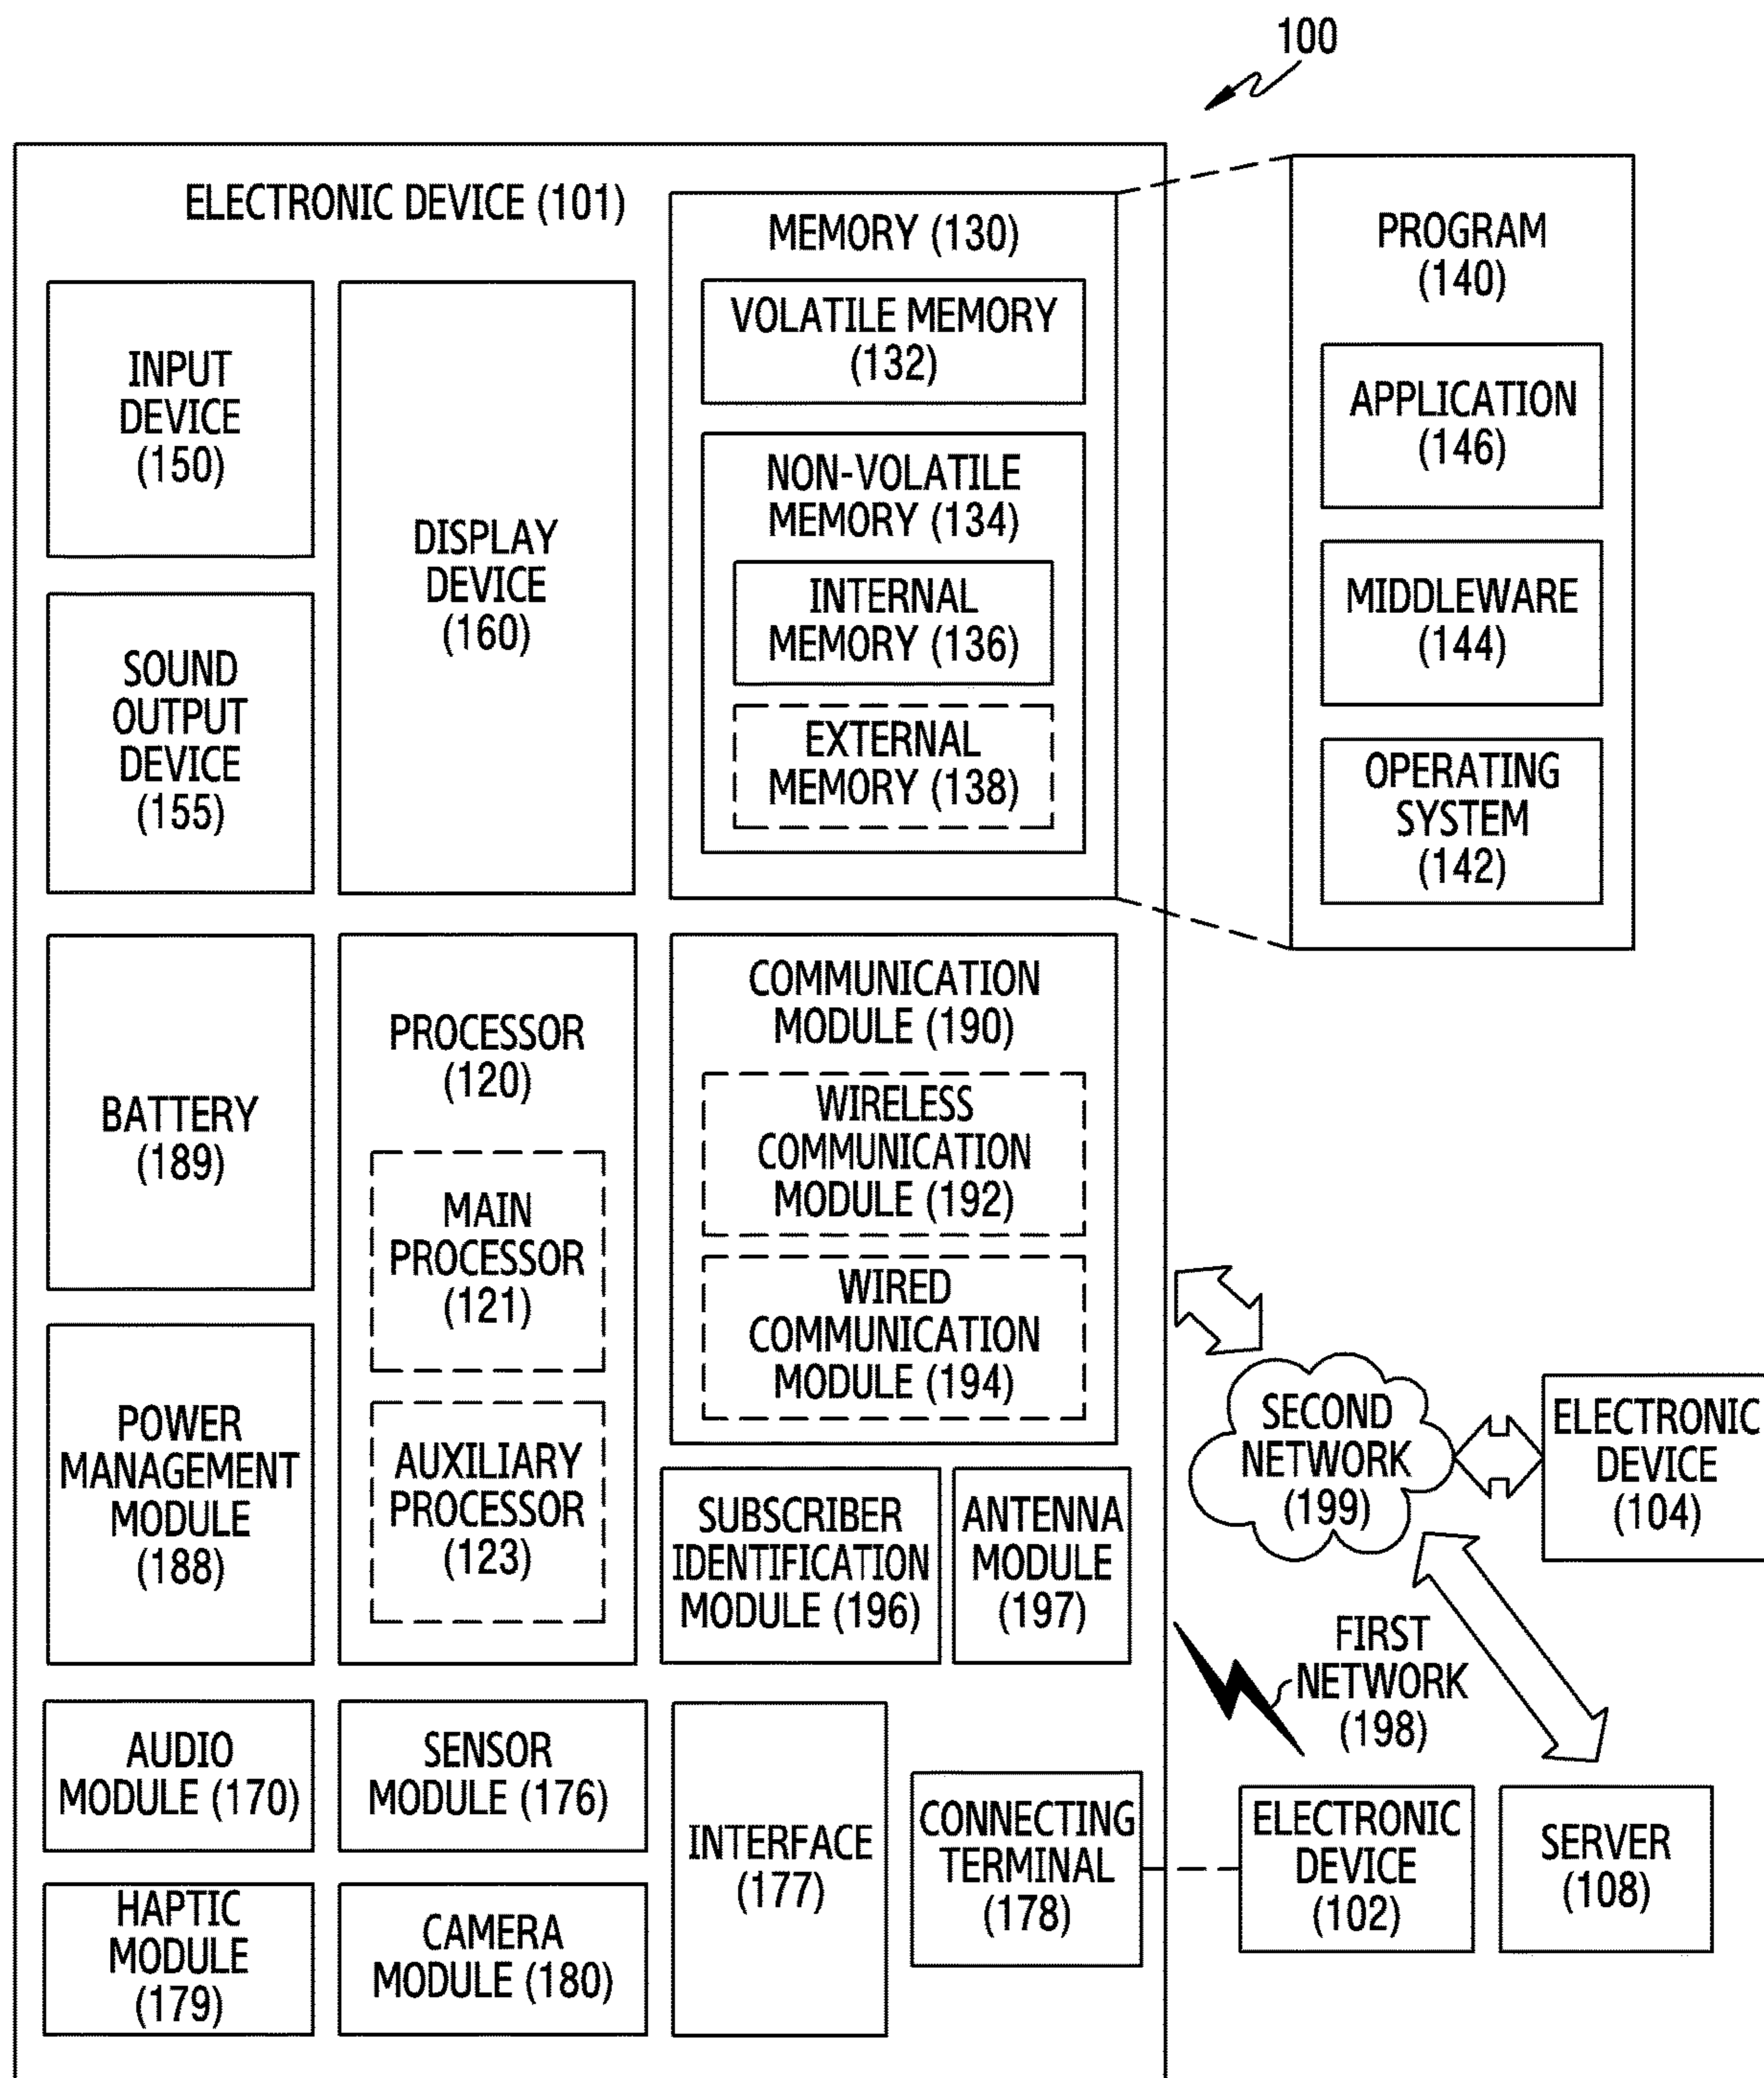 100
ELECTRONIC DEVICE (101)
INPUT
DEVICE
(150)
SOUND
OUTPUT
DEVICE
(155)
DISPLAY
DEVICE
(160)
MEMORY (130)
VOLATILE MEMORY
(132)
NON-VOLATILE
MEMORY (134)
INTERNAL
MEMORY (136)
EXTERNAL
MEMORY (138)
PROGRAM
(140)
APPLICATION
(146)
MIDDLEWARE
(144)
OPERATING
SYSTEM
(142)
BATTERY
(189)
POWER
MANAGEMENT
MODULE
(188)
PROCESSOR
(120)
MAIN
PROCESSOR
(121)
AUXILIARY
PROCESSOR
(123)
COMMUNICATION
MODULE (190)
WIRELESS
COMMUNICATION
MODULE (192)
WIRED
COMMUNICATION
MODULE (194)
SUBSCRIBER
IDENTIFICATION
MODULE (196)
ANTENNA
MODULE
(197)
SECOND
NETWORK
(199)
ELECTRONIC
DEVICE
(104)
FIRST
NETWORK
(198)
AUDIO
MODULE (170)
SENSOR
MODULE (176)
HAPTIC
MODULE
(179)
CAMERA
MODULE (180)
INTERFACE
(177)
CONNECTING
TERMINAL
(178)
ELECTRONIC
DEVICE
(102)
SERVER
(108)